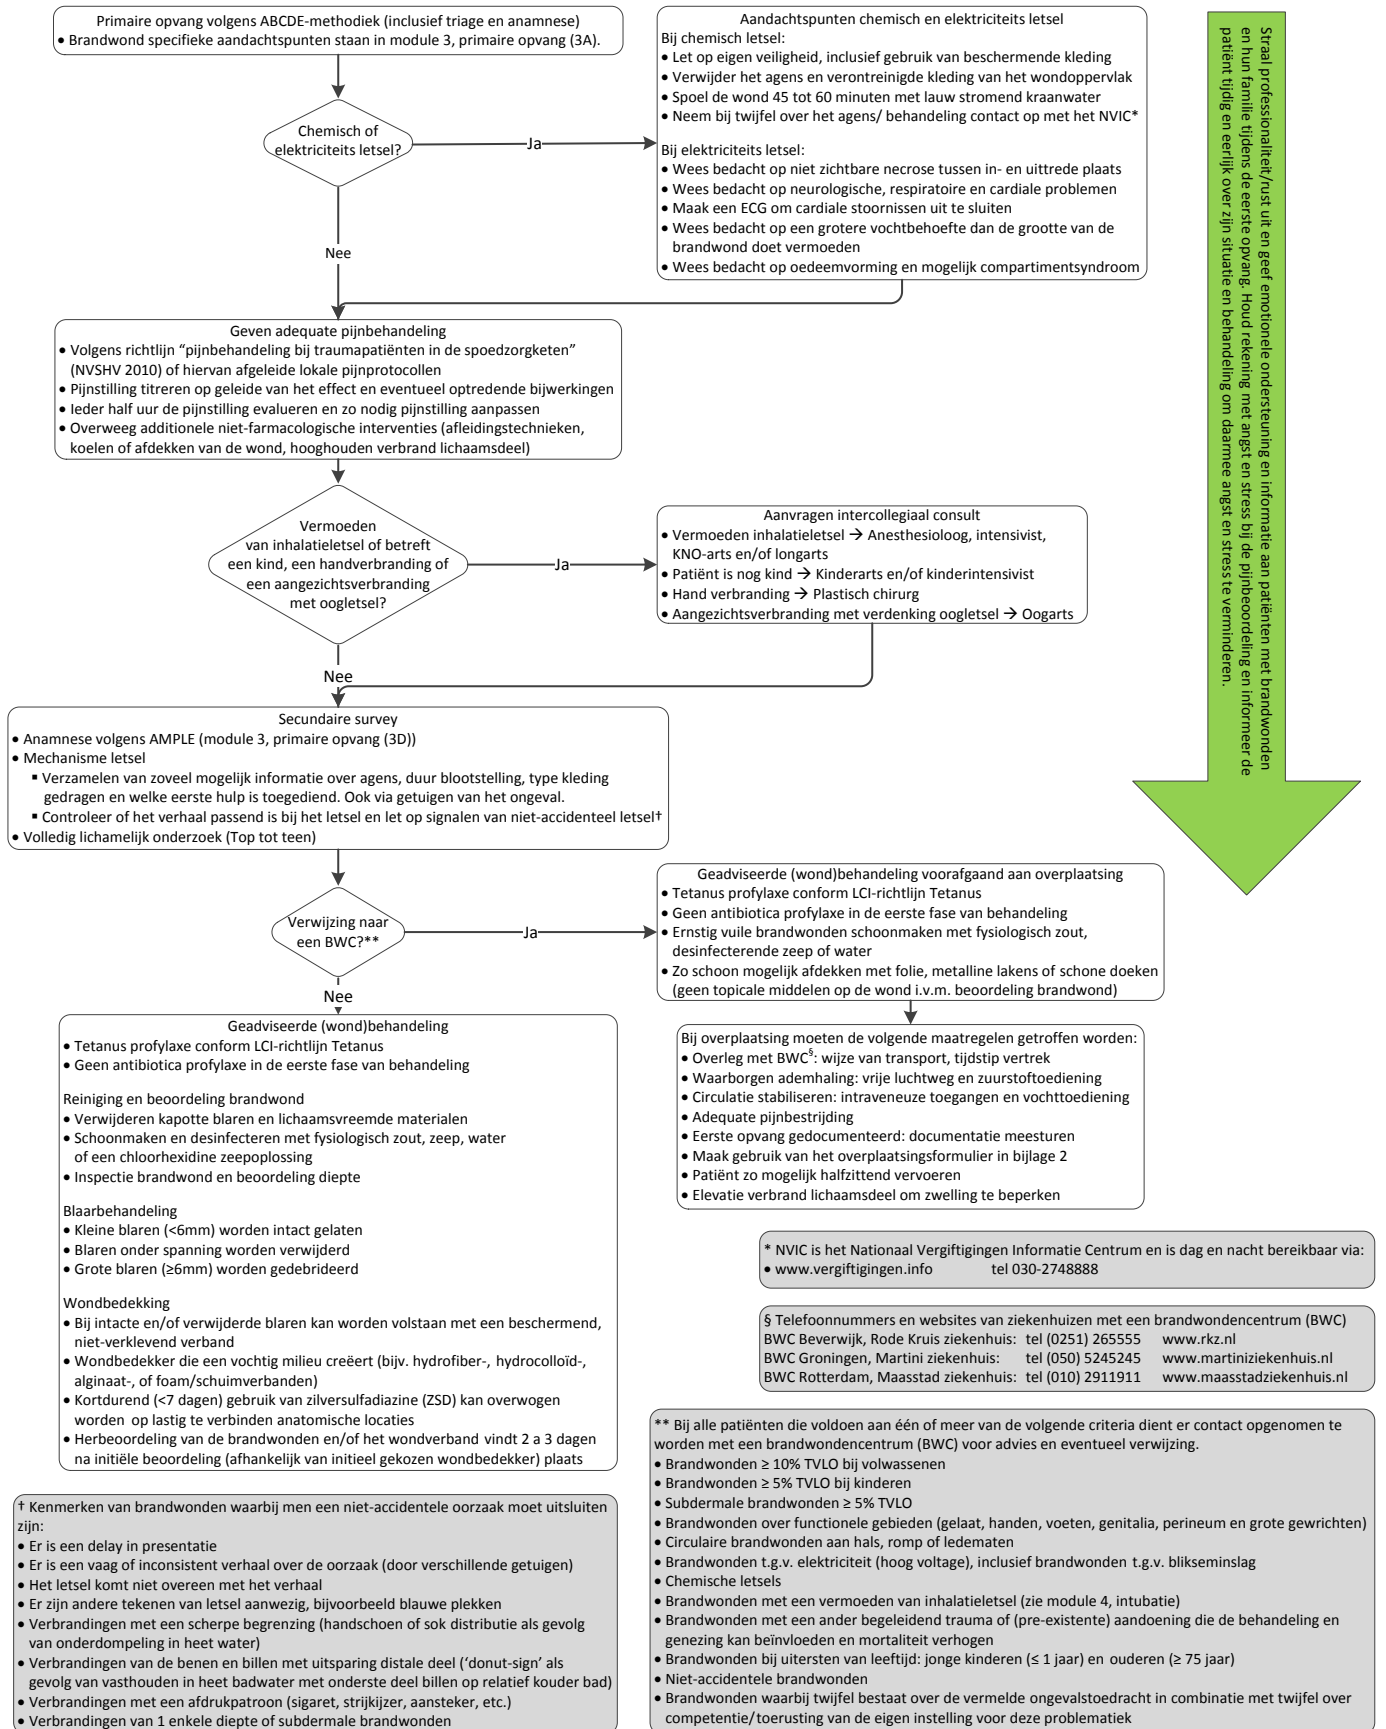 Primaire opvang volgens ABCDE-methodiek (inclusief triage en anamnese)
• Brandwond specifieke aandachtspunten staan in module 3, primaire opvang (3A).
Chemisch of
elektriciteits letsel?
Ja
Nee
Aandachtspunten chemisch en elektriciteits letsel
Bij chemisch letsel:
• Let op eigen veiligheid, inclusief gebruik van beschermende kleding
• Verwijder het agens en verontreinigde kleding van het wondoppervlak
• Spoel de wond 45 tot 60 minuten met lauw stromend kraanwater
• Neem bij twijfel over het agens/ behandeling contact op met het NVIC*
Bij elektriciteits letsel:
• Wees bedacht op niet zichtbare necrose tussen in- en uittrede plaats
• Wees bedacht op neurologische, respiratoire en cardiale problemen
• Maak een ECG om cardiale stoornissen uit te sluiten
• Wees bedacht op een grotere vochtbehoefte dan de grootte van de
brandwond doet vermoeden
• Wees bedacht op oedeemvorming en mogelijk compartimentsyndroom
Straal professionaliteit/rust uit en geef emotionele ondersteuning en informatie aan patiënten met brandwonden
en hun familie tijdens de eerste opvang. Houd rekening met angst en stress bij de pijnbeoordeling en informeer de
patiënt tijdig en eerlijk over zijn situatie en behandeling om daarmee angst en stress te verminderen.
Geven adequate pijnbehandeling
• Volgens richtlijn “pijnbehandeling bij traumapatiënten in de spoedzorgketen”
(NVSHV 2010) of hiervan afgeleide lokale pijnprotocollen
• Pijnstilling titreren op geleide van het effect en eventueel optredende bijwerkingen
• Ieder half uur de pijnstilling evalueren en zo nodig pijnstilling aanpassen
• Overweeg additionele niet-farmacologische interventies (afleidingstechnieken,
koelen of afdekken van de wond, hooghouden verbrand lichaamsdeel)
Vermoeden
van inhalatieletsel of betreft
een kind, een handverbranding of
een aangezichtsverbranding
met oogletsel?
Ja
Nee
Aanvragen intercollegiaal consult
• Vermoeden inhalatieletsel → Anesthesioloog, intensivist,
KNO-arts en/of longarts
• Patiënt is nog kind → Kinderarts en/of kinderintensivist
• Hand verbranding → Plastisch chirurg
• Aangezichtsverbranding met verdenking oogletsel → Oogarts
Secundaire survey
• Anamnese volgens AMPLE (module 3, primaire opvang (3D))
• Mechanisme letsel
▪ Verzamelen van zoveel mogelijk informatie over agens, duur blootstelling, type kleding
gedragen en welke eerste hulp is toegediend. Ook via getuigen van het ongeval.
▪ Controleer of het verhaal passend is bij het letsel en let op signalen van niet-accidenteel letsel†
• Volledig lichamelijk onderzoek (Top tot teen)
Verwijzing naar
een BWC?**
Ja
Nee
Geadviseerde (wond)behandeling voorafgaand aan overplaatsing
• Tetanus profylaxe conform LCI-richtlijn Tetanus
• Geen antibiotica profylaxe in de eerste fase van behandeling
• Ernstig vuile brandwonden schoonmaken met fysiologisch zout,
desinfecterende zeep of water
• Zo schoon mogelijk afdekken met folie, metalline lakens of schone doeken
(geen topicale middelen op de wond i.v.m. beoordeling brandwond)
Bij overplaatsing moeten de volgende maatregelen getroffen worden:
• Overleg met BWC§: wijze van transport, tijdstip vertrek
• Waarborgen ademhaling: vrije luchtweg en zuurstoftoediening
• Circulatie stabiliseren: intraveneuze toegangen en vochttoediening
• Adequate pijnbestrijding
• Eerste opvang gedocumenteerd: documentatie meesturen
• Maak gebruik van het overplaatsingsformulier in bijlage 2
• Patiënt zo mogelijk halfzittend vervoeren
• Elevatie verbrand lichaamsdeel om zwelling te beperken
Geadviseerde (wond)behandeling
• Tetanus profylaxe conform LCI-richtlijn Tetanus
• Geen antibiotica profylaxe in de eerste fase van behandeling
Reiniging en beoordeling brandwond
• Verwijderen kapotte blaren en lichaamsvreemde materialen
• Schoonmaken en desinfecteren met fysiologisch zout, zeep, water
of een chloorhexidine zeepoplossing
• Inspectie brandwond en beoordeling diepte
Blaarbehandeling
• Kleine blaren (<6mm) worden intact gelaten
• Blaren onder spanning worden verwijderd
• Grote blaren (≥6mm) worden gedebrideerd
Wondbedekking
• Bij intacte en/of verwijderde blaren kan worden volstaan met een beschermend,
niet-verklevend verband
• Wondbedekker die een vochtig milieu creëert (bijv. hydrofiber-, hydrocolloïd-,
alginaat-, of foam/schuimverbanden)
• Kortdurend (<7 dagen) gebruik van zilversulfadiazine (ZSD) kan overwogen
worden op lastig te verbinden anatomische locaties
• Herbeoordeling van de brandwonden en/of het wondverband vindt 2 a 3 dagen
na initiële beoordeling (afhankelijk van initieel gekozen wondbedekker) plaats
* NVIC is het Nationaal Vergiftigingen Informatie Centrum en is dag en nacht bereikbaar via:
• www.vergiftigingen.info tel 030-2748888
§ Telefoonnummers en websites van ziekenhuizen met een brandwondencentrum (BWC)
BWC Beverwijk, Rode Kruis ziekenhuis: tel (0251) 265555 www.rkz.nl
BWC Groningen, Martini ziekenhuis: tel (050) 5245245 www.martiniziekenhuis.nl
BWC Rotterdam, Maasstad ziekenhuis: tel (010) 2911911 www.maasstadziekenhuis.nl
† Kenmerken van brandwonden waarbij men een niet-accidentele oorzaak moet uitsluiten
zijn:
• Er is een delay in presentatie
• Er is een vaag of inconsistent verhaal over de oorzaak (door verschillende getuigen)
• Het letsel komt niet overeen met het verhaal
• Er zijn andere tekenen van letsel aanwezig, bijvoorbeeld blauwe plekken
• Verbrandingen met een scherpe begrenzing (handschoen of sok distributie als gevolg
van onderdompeling in heet water)
• Verbrandingen van de benen en billen met uitsparing distale deel (‘donut-sign’ als
gevolg van vasthouden in heet badwater met onderste deel billen op relatief kouder bad)
• Verbrandingen met een afdrukpatroon (sigaret, strijkijzer, aansteker, etc.)
• Verbrandingen van 1 enkele diepte of subdermale brandwonden
** Bij alle patiënten die voldoen aan één of meer van de volgende criteria dient er contact opgenomen te
worden met een brandwondencentrum (BWC) voor advies en eventueel verwijzing.
• Brandwonden ≥ 10% TVLO bij volwassenen
• Brandwonden ≥ 5% TVLO bij kinderen
• Subdermale brandwonden ≥ 5% TVLO
• Brandwonden over functionele gebieden (gelaat, handen, voeten, genitalia, perineum en grote gewrichten)
• Circulaire brandwonden aan hals, romp of ledematen
• Brandwonden t.g.v. elektriciteit (hoog voltage), inclusief brandwonden t.g.v. blikseminslag
• Chemische letsels
• Brandwonden met een vermoeden van inhalatieletsel (zie module 4, intubatie)
• Brandwonden met een ander begeleidend trauma of (pre-existente) aandoening die de behandeling en
genezing kan beïnvloeden en mortaliteit verhogen
• Brandwonden bij uitersten van leeftijd: jonge kinderen (≤ 1 jaar) en ouderen (≥ 75 jaar)
• Niet-accidentele brandwonden
• Brandwonden waarbij twijfel bestaat over de vermelde ongevalstoedracht in combinatie met twijfel over
competentie/toerusting van de eigen instelling voor deze problematiek